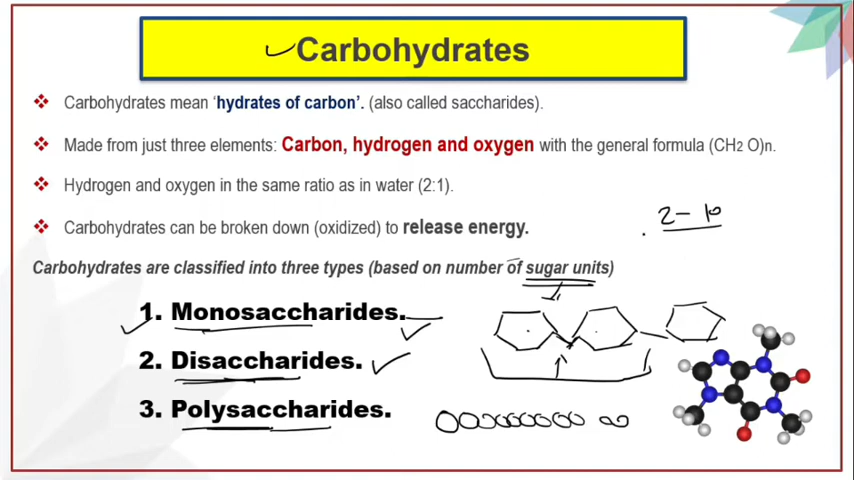 Carbohydrates
Carbohydrates mean ‘hydrates of carbon’. (also called saccharides).
Made from just three elements: Carbon, hydrogen and oxygen with the general formula (CH2 O)n.
Hydrogen and oxygen in the same ratio as in water (2:1).
2 - 10
Carbohydrates can be broken down (oxidized) to release energy.
Carbohydrates are classified into three types (based on number of sugar units)
1. Monosaccharides.
2. Disaccharides.
3. Polysaccharides.